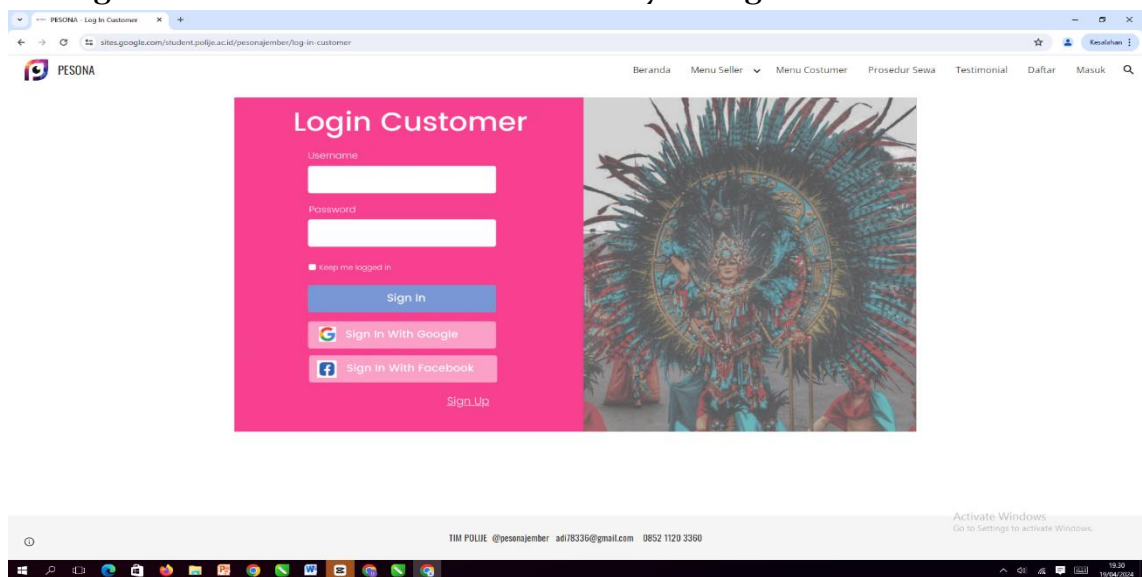 PESONA - Log In Customer
sites.google.com/student.polije.ac.id/pesonajember/log-in-customer
Kesalahan
PESONA
Beranda Menu Seller Menu Costumer Prosedur Sewa Testimonial Daftar Masuk
Login Customer
Username
Password
Keep me logged in
Sign In
Sign In With Google
Sign In With Facebook
Sign Up
Activate Windows
Go to Settings to activate Windows.
TIM POLIJE @pesonajember adi78336@gmail.com 0852 1120 3360
19.30
19/04/2024